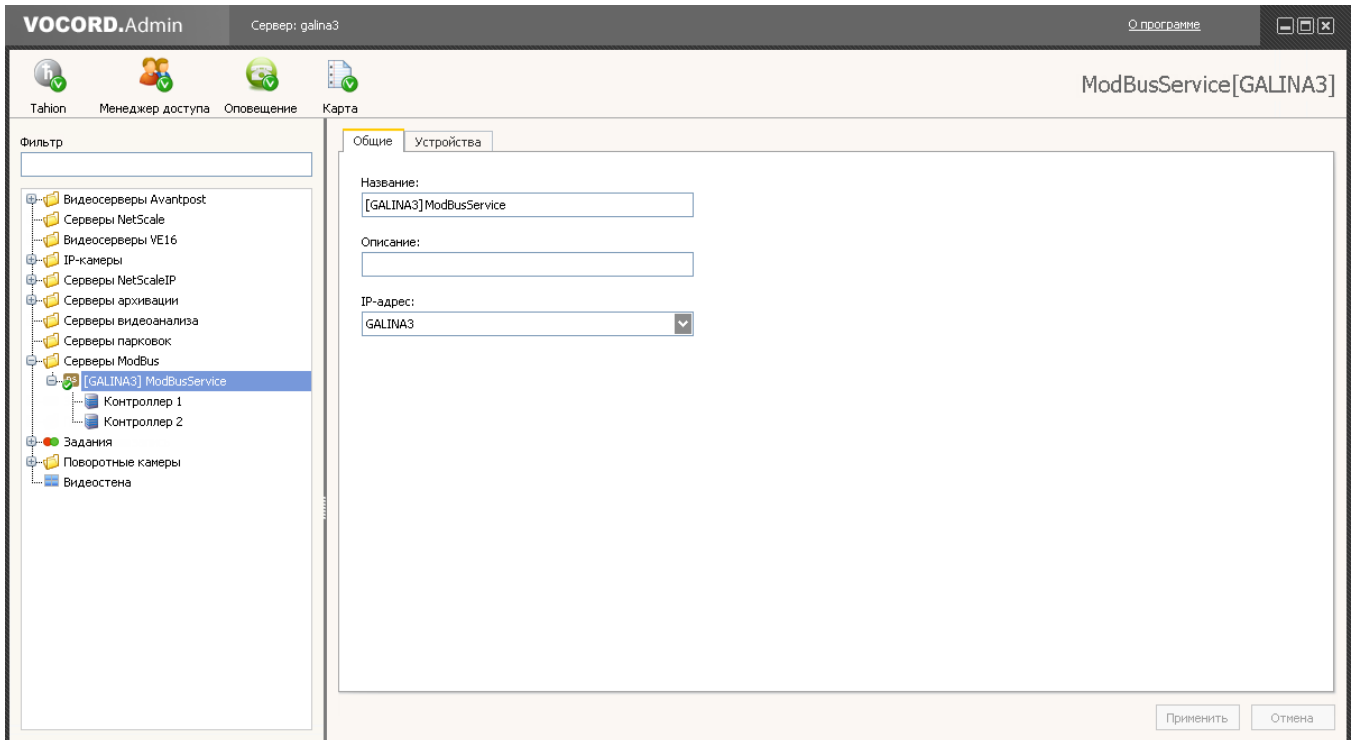 VOCORD.Admin
Сервер: galina3
О программе
Tahion
Менеджер доступа
Оповещение
Карта
ModBusService[GALINA3]
Фильтр
Видеосерверы Avantpost
Серверы NetScale
Видеосерверы VE16
IP-камеры
Серверы NetScaleIP
Серверы архивации
Серверы видеоанализа
Серверы парковок
Серверы ModBus
[GALINA3] ModBusService
Контроллер 1
Контроллер 2
Задания
Поворотные камеры
Видеостена
Общие
Устройства
Название:
[GALINA3] ModBusService
Описание:
IP-адрес:
GALINA3
Применить
Отмена